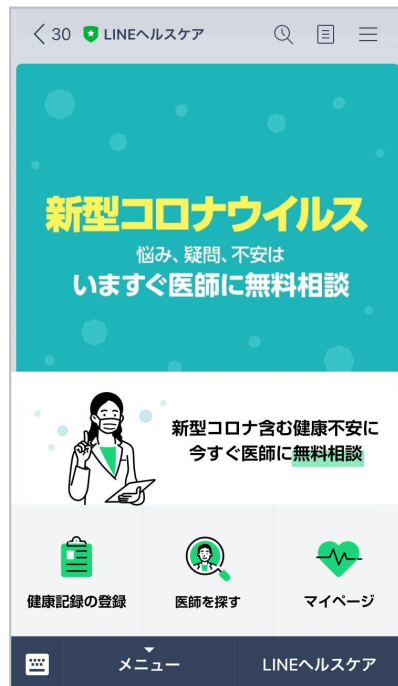 30 LINEヘルスケア
新型コロナウイルス
悩み、疑問、不安は
いますぐ医師に無料相談
新型コロナ含む健康不安に
今すぐ医師に無料相談
健康記録の登録
医師を探す
マイページ
メニュー
LINEヘルスケア